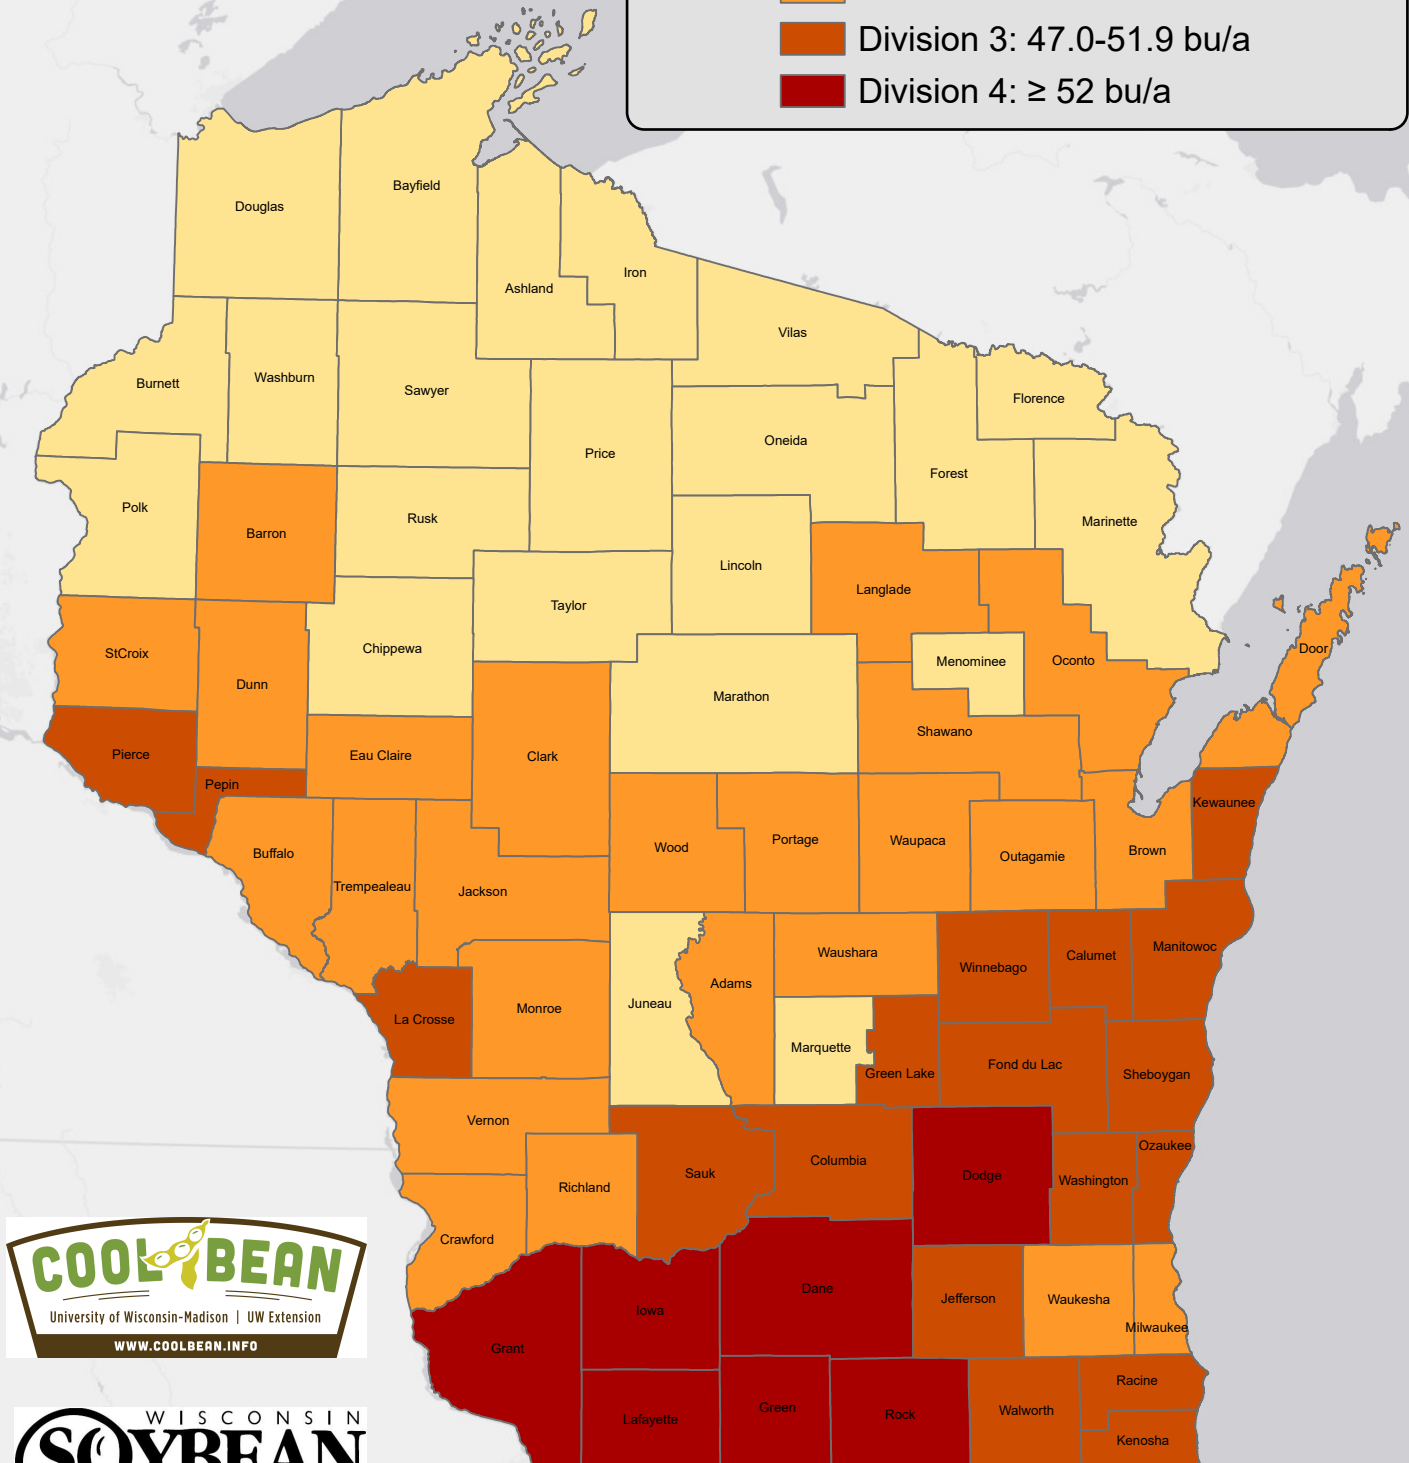 Division 3: 47.0-51.9 bu/a
Division 4: ≥ 52 bu/a
Bayfield
Douglas
Iron
Ashland
Vilas
Washburn
Burnett
Sawyer
Florence
Oneida
Price
Forest
Polk
Rusk
Marinette
Barron
Lincoln
Langlade
Taylor
Chippewa
Door
StCroix
Menominee
Oconto
Dunn
Marathon
Shawano
Pierce
Eau Claire
Clark
Pepin
Kewaunee
Portage
Waupaca
Wood
Brown
Buffalo
Outagamie
Trempealeau
Jackson
Manitowoc
Waushara
Calumet
Winnebago
Adams
Juneau
Monroe
La Crosse
Marquette
Fond du Lac
Green Lake
Sheboygan
Vernon
Ozaukee
Columbia
Sauk
Dodge
Washington
Richland
Crawford
COOL BEAN
University of Wisconsin-Madison | UW Extension
WWW.COOLBEAN.INFO
Dane
Jefferson
Waukesha
Iowa
Milwaukee
Grant
Racine
Green
Walworth
Rock
Lafayette
Kenosha
WISCONSIN
SOYBEAN